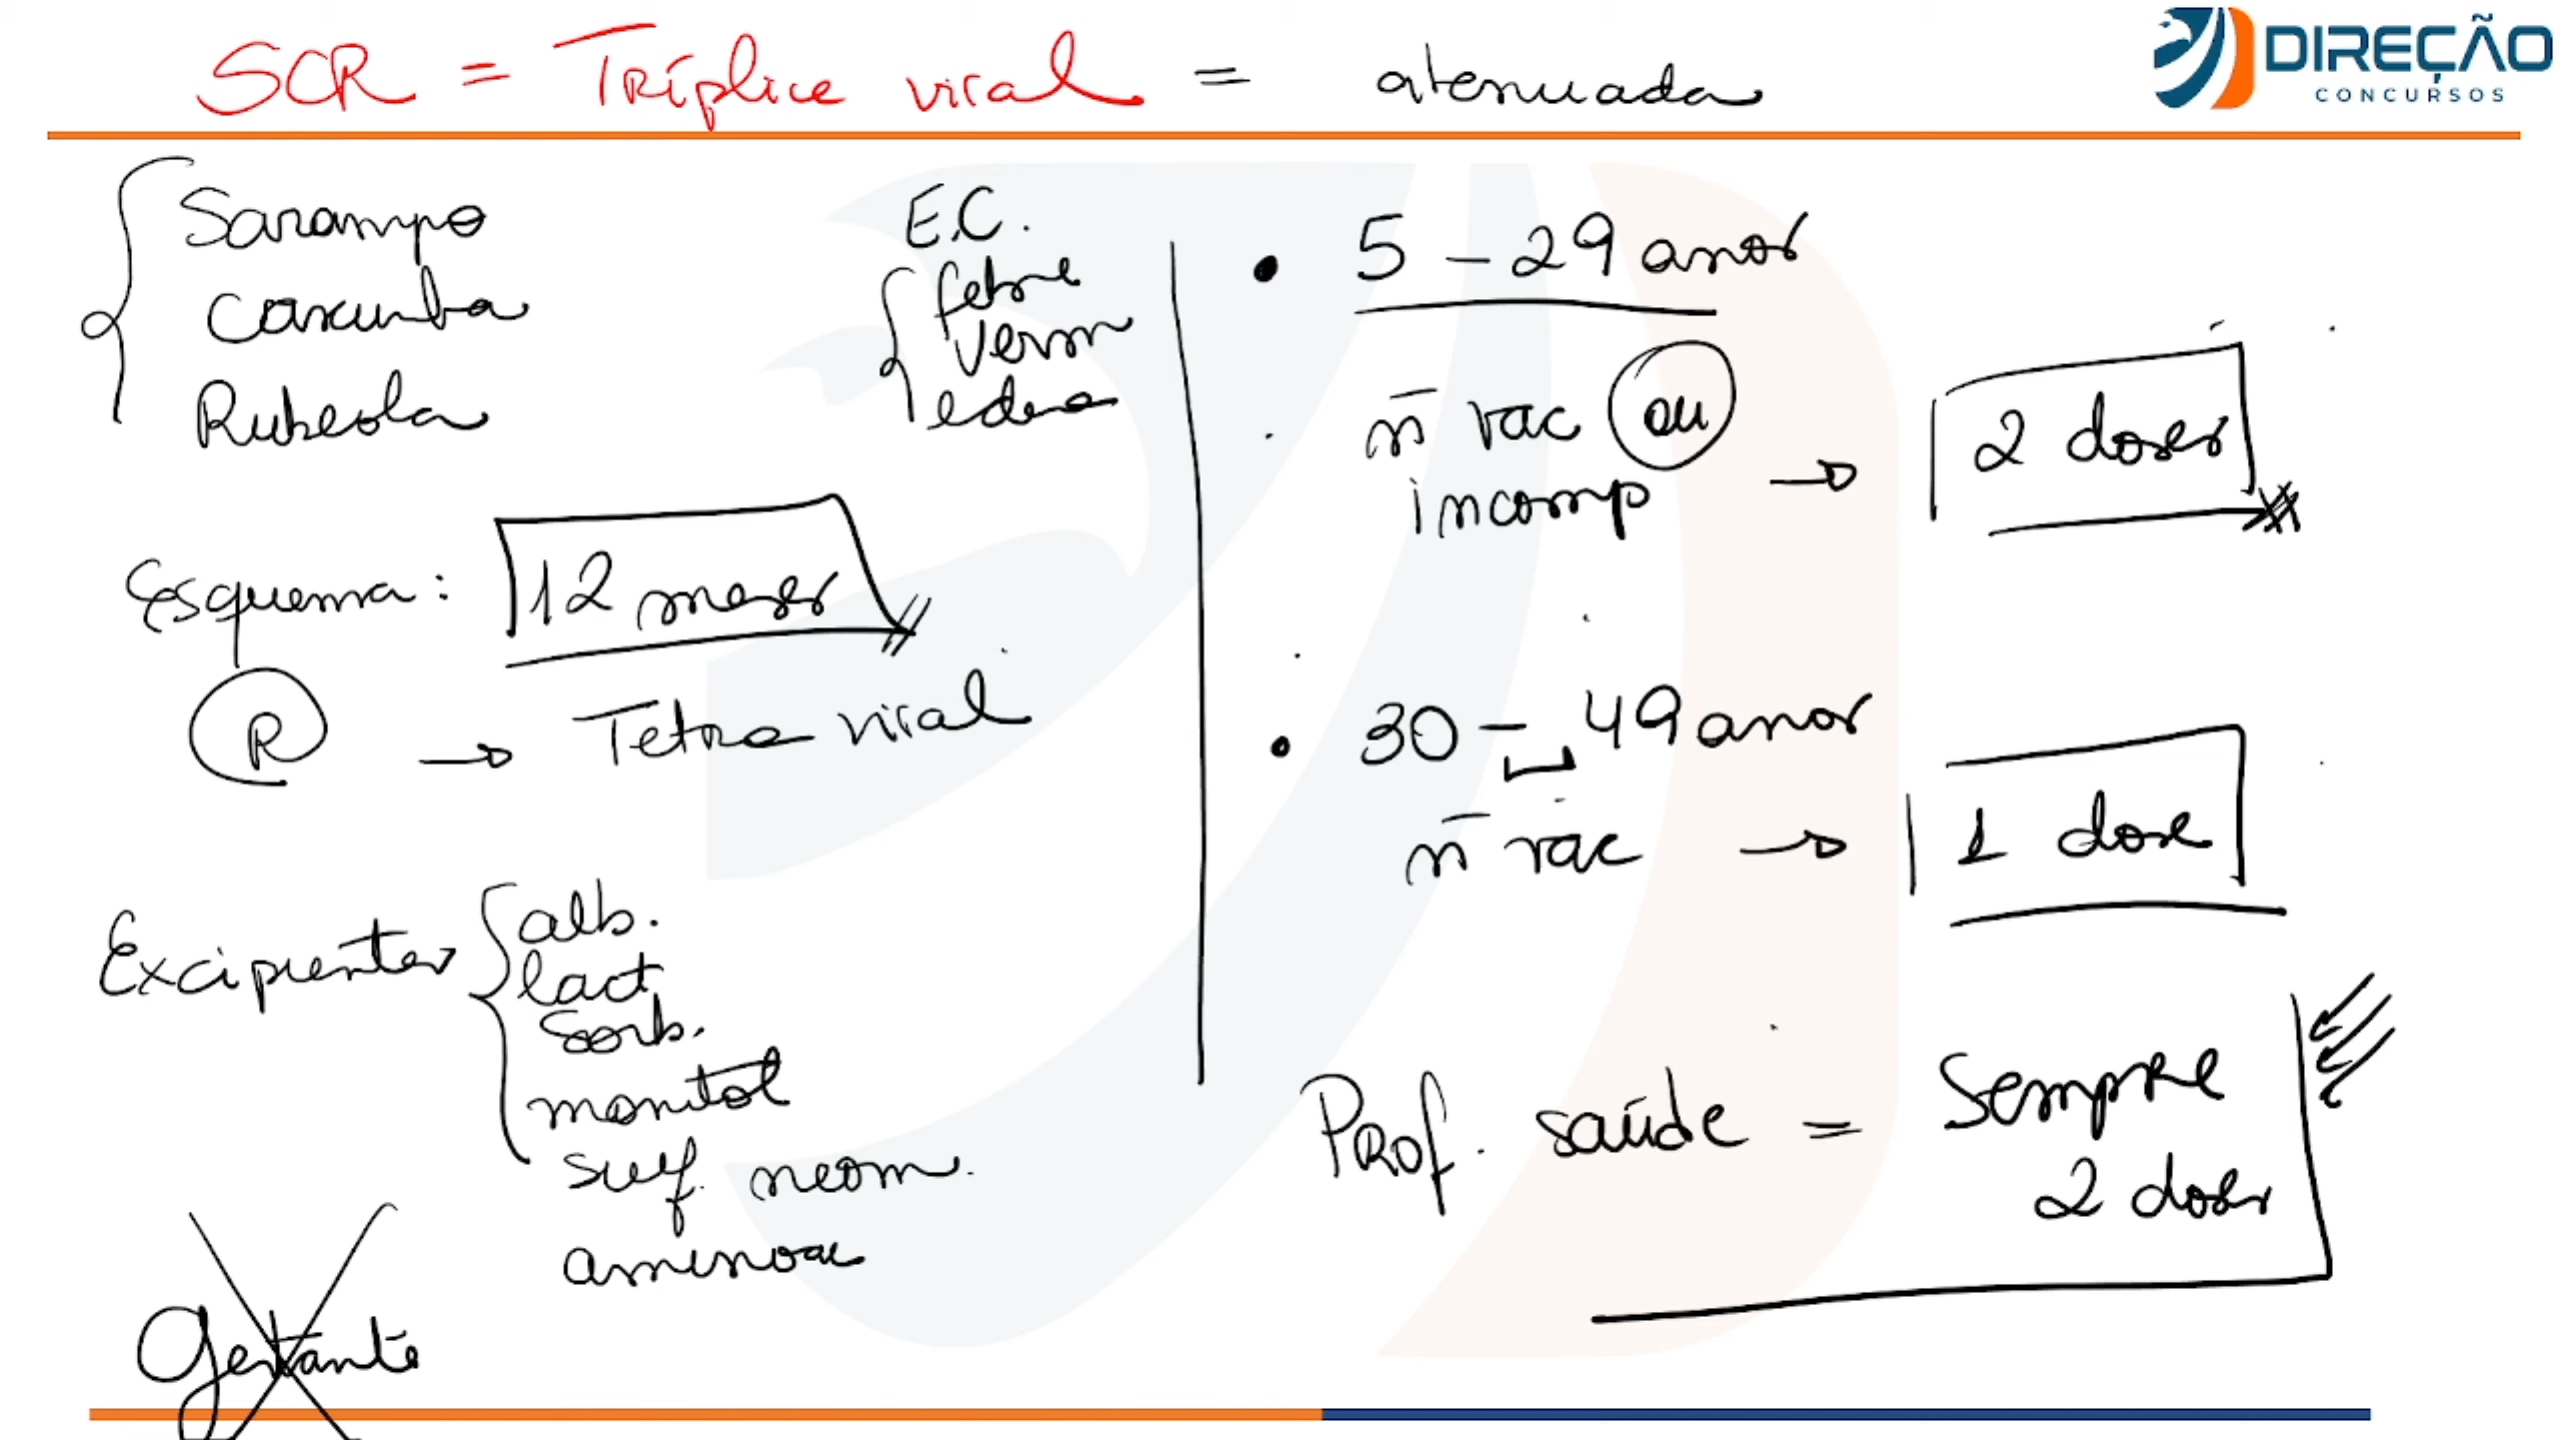 SCR = Tríplice viral = atenuada
DIREÇÃO
CONCURSOS
Sarampo
Caxumba
Rubeola
E.C.
febre
verm
edema
Esquema: 12 meses
R → Tetra viral
Excipientes
alb.
lact.
sorb.
manitol
sulf. neom.
aminoac
Gestante
• 5 - 29 anos
ñ vac ou
incomp → 2 doses
• 30 - 49 anos
ñ vac → 1 dose
Prof. saúde = Sempre
2 doses